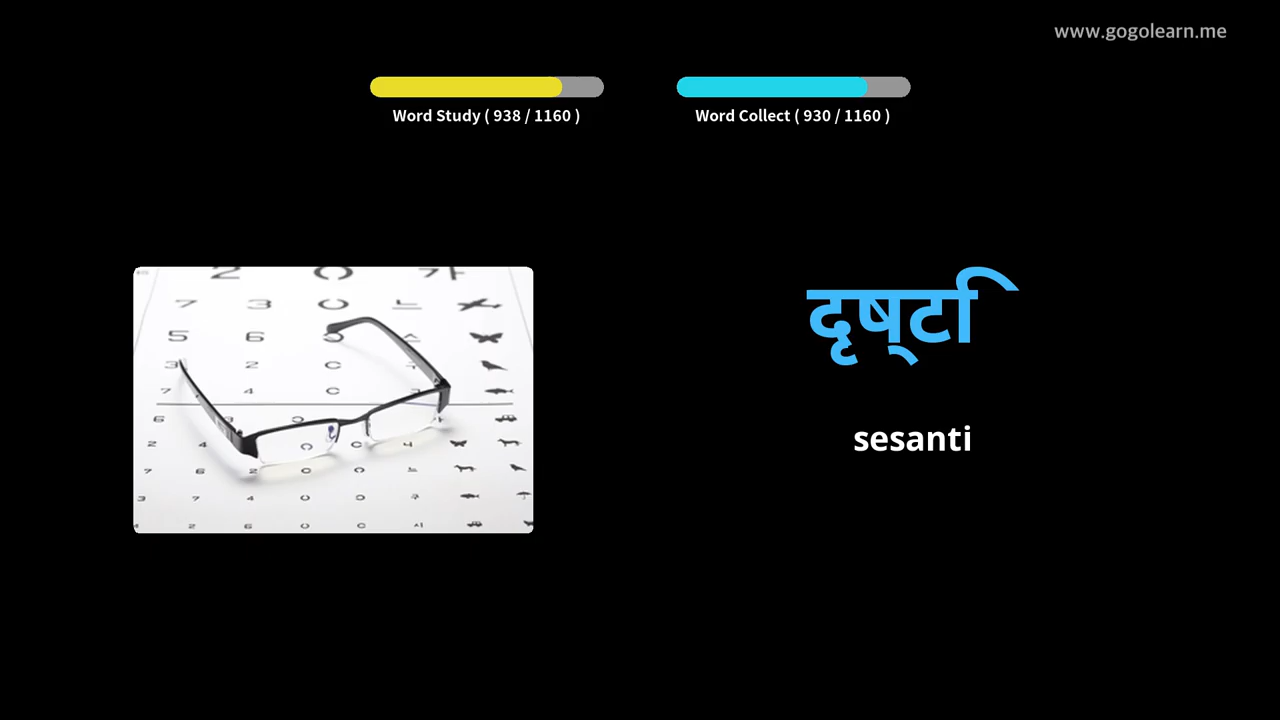 www.gogolearn.me
Word Study ( 938 / 1160 )
Word Collect ( 930 / 1160 )
दृष्टि
sesanti